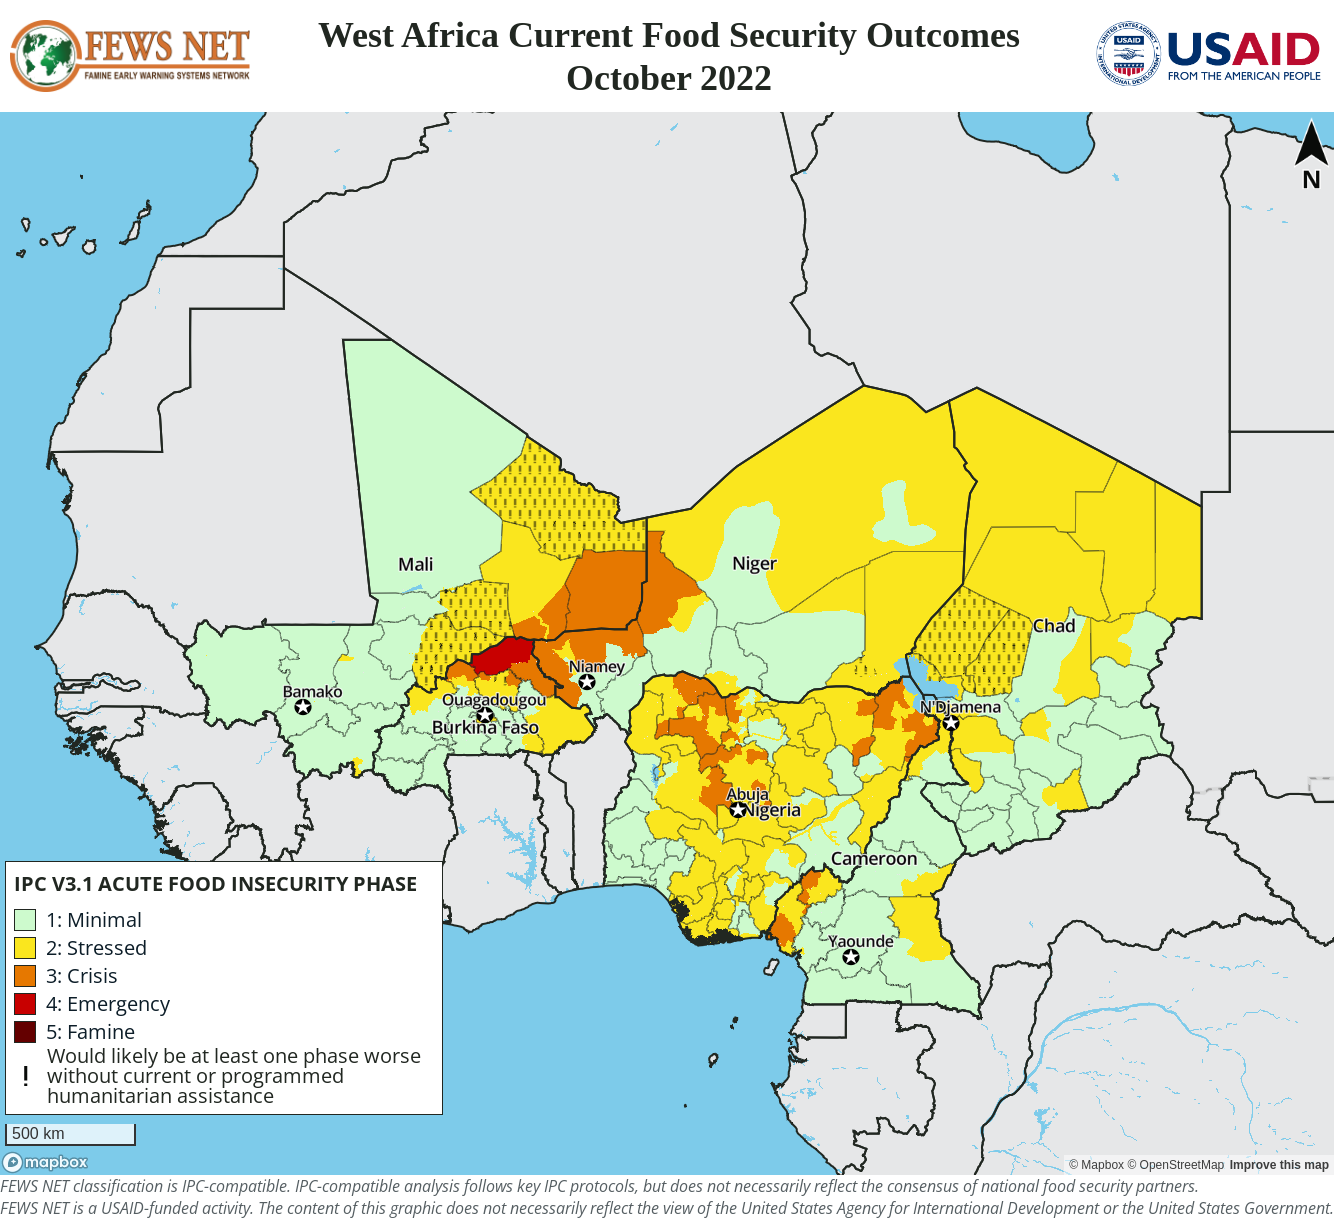 FEWS NET
FAMINE EARLY WARNING SYSTEMS NETWORK
West Africa Current Food Security Outcomes
October 2022
UNITED STATES AGENCY
USAID
INTERNATIONAL DEVELOPMENT
USAID
FROM THE AMERICAN PEOPLE
N
Mali
Niger
Chad
Niamey
Bamako
Ouagadougou
N'Djamena
Burkina Faso
Abuja
Nigeria
Cameroon
Yaounde
IPC V3.1 ACUTE FOOD INSECURITY PHASE
1: Minimal
2: Stressed
3: Crisis
4: Emergency
5: Famine
! Would likely be at least one phase worse
without current or programmed
humanitarian assistance
500 km
mapbox
© Mapbox © OpenStreetMap Improve this map
FEWS NET classification is IPC-compatible. IPC-compatible analysis follows key IPC protocols, but does not necessarily reflect the consensus of national food security partners.
FEWS NET is a USAID-funded activity. The content of this graphic does not necessarily reflect the view of the United States Agency for International Development or the United States Government.